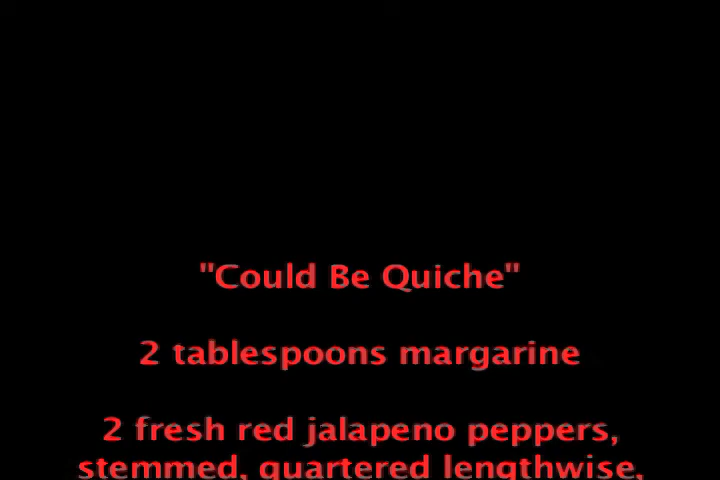 "Could Be Quiche"
2 tablespoons margarine
2 fresh red jalapeno peppers,
stemmed, quartered lengthwise,